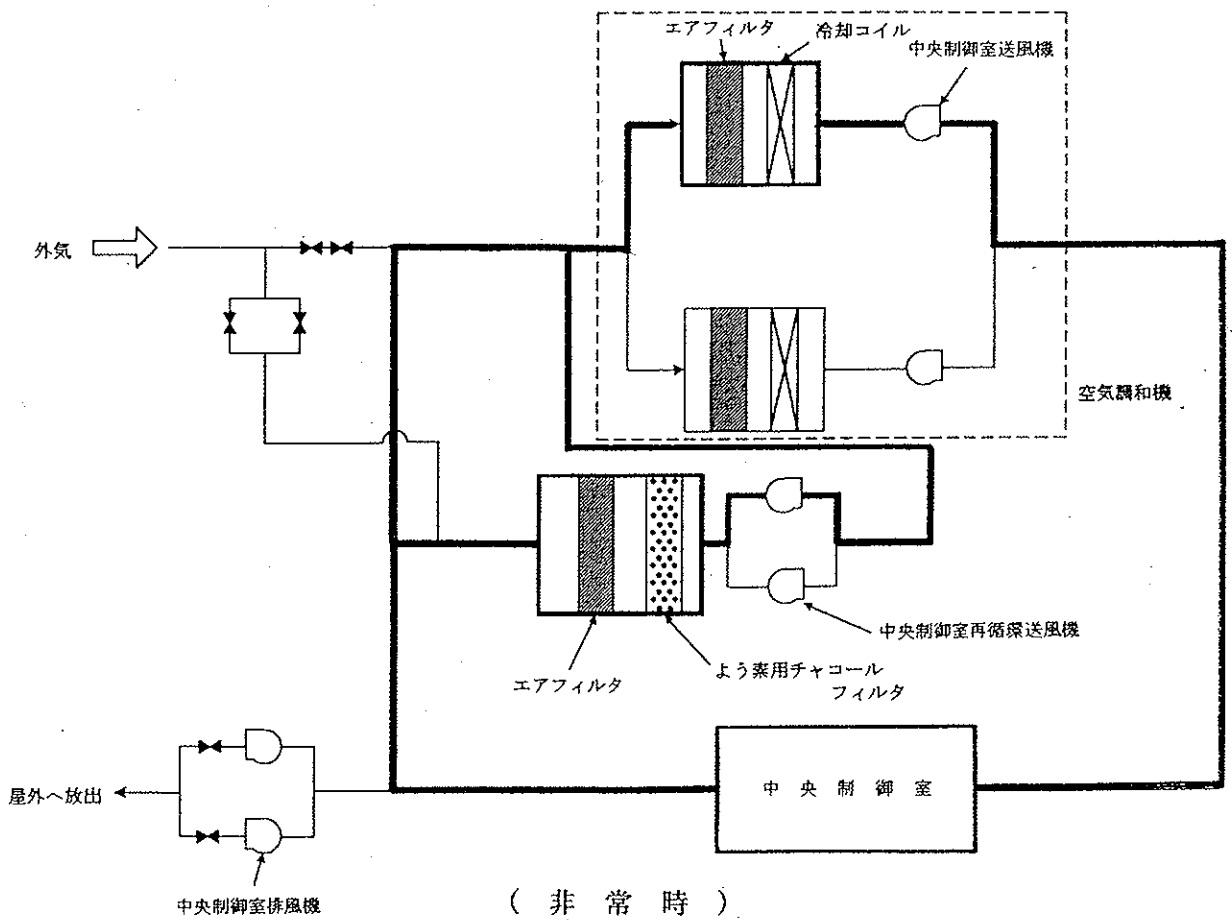 エアフィルタ
冷却コイル
中央制御室送風機
外気
空気調和機
中央制御室再循環送風機
エアフィルタ
よう素用チャコール
フィルタ
屋外へ放出
中央制御室
中央制御室排風機
(非常時)